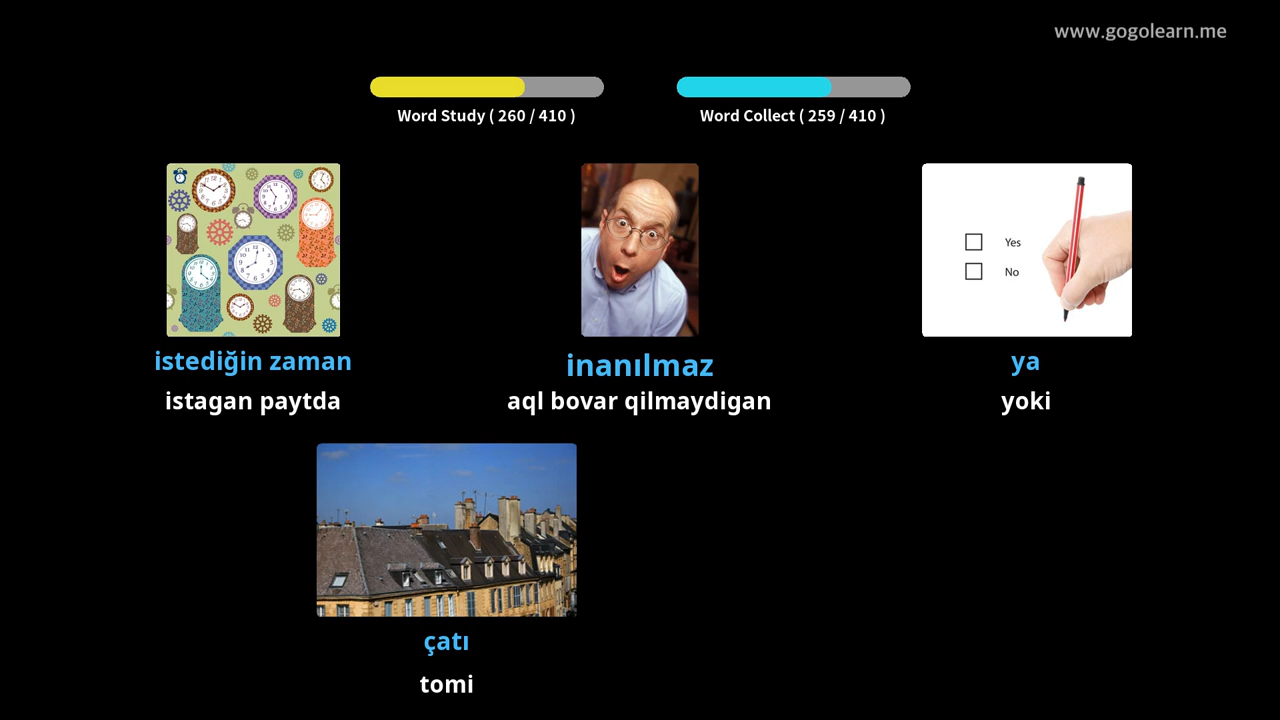 www.gogolearn.me
Word Study ( 260 / 410 )
Word Collect ( 259 / 410 )
Yes
No
istediğin zaman
inanılmaz
ya
istagan paytda
aql bovar qilmaydigan
yoki
çatı
tomi